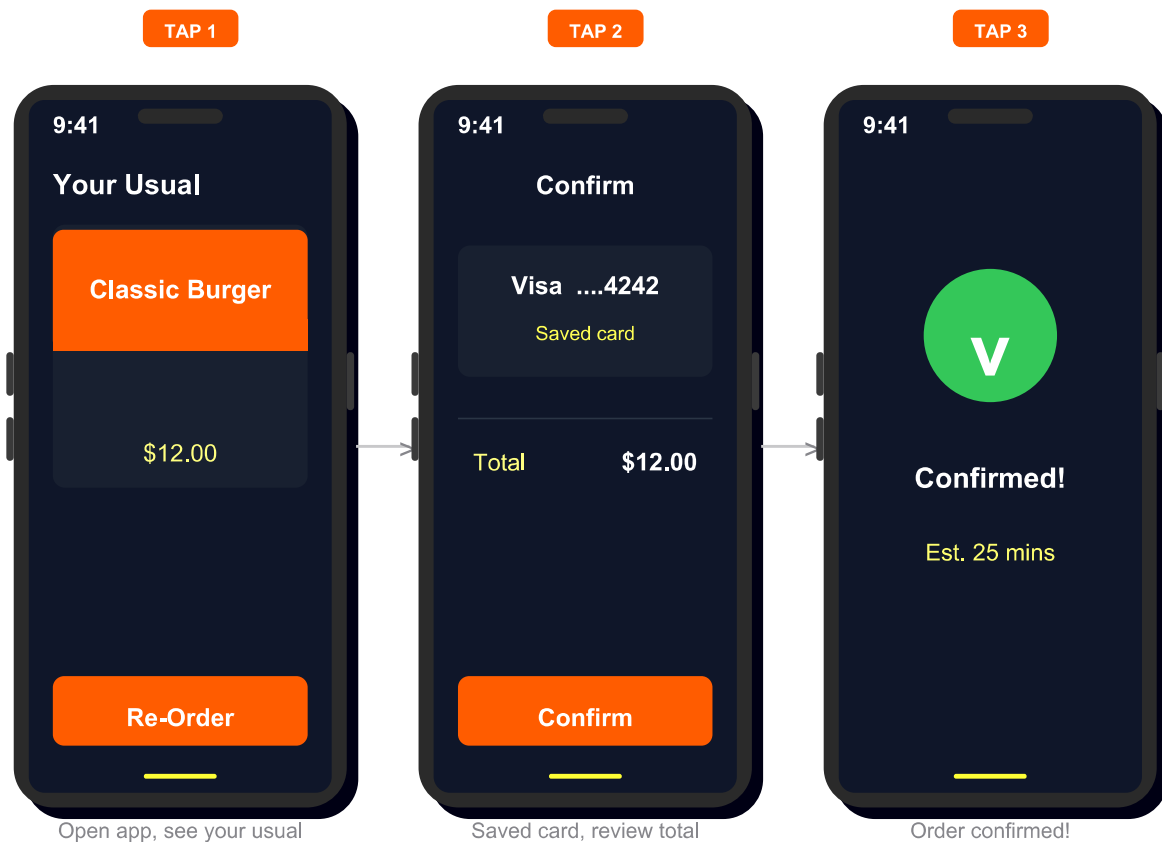 TAP 1
TAP 2
TAP 3
9:41
Your Usual
Classic Burger
$12.00
Re-Order
Open app, see your usual
9:41
Confirm
Visa ....4242
Saved card
Total $12.00
Confirm
Saved card, review total
9:41
v
Confirmed!
Est. 25 mins
Order confirmed!